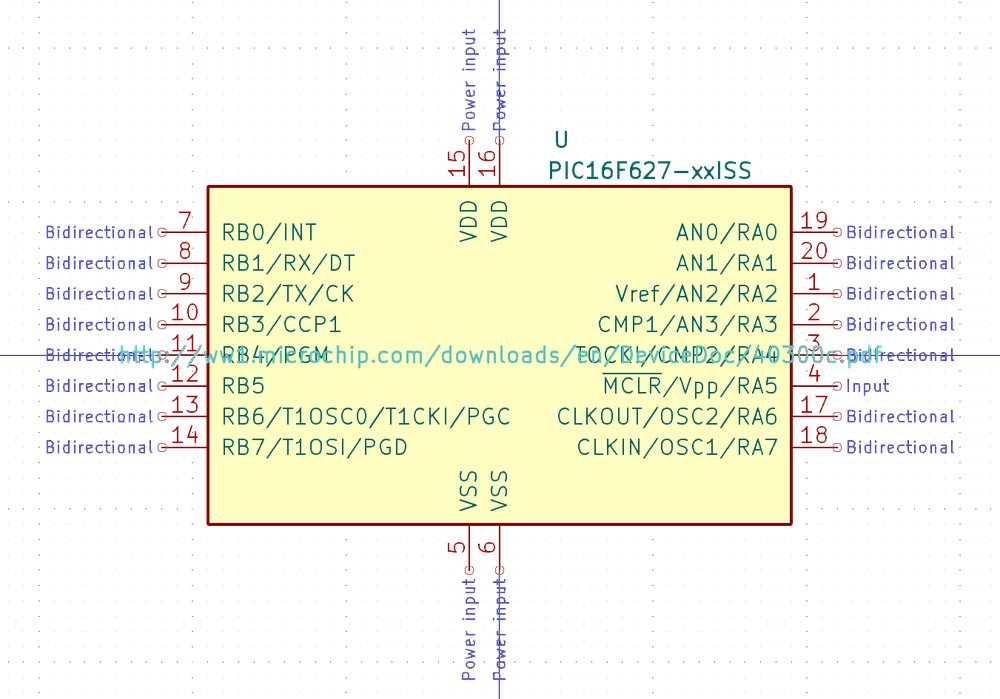 Power input Power input
15 16
U
PIC16F627-xxISS
VDD VDD
Bidirectional 7 RB0/INT AN0/RA0 19 Bidirectional
Bidirectional 8 RB1/RX/DT AN1/RA1 20 Bidirectional
Bidirectional 9 RB2/TX/CK Vref/AN2/RA2 1 Bidirectional
Bidirectional 10 RB3/CCP1 CMP1/AN3/RA3 2 Bidirectional
Bidirectional 11 RB4/PGM TOCKI/CMP2/RA4 3 Bidirectional
http://ww1.microchip.com/downloads/en/DeviceDoc/40300c.pdf
Bidirectional 12 RB5 MCLR/Vpp/RA5 4 Input
Bidirectional 13 RB6/T1OSC0/T1CKI/PGC CLKOUT/OSC2/RA6 17 Bidirectional
Bidirectional 14 RB7/T1OSI/PGD CLKIN/OSC1/RA7 18 Bidirectional
VSS VSS
5 6
Power input Power input